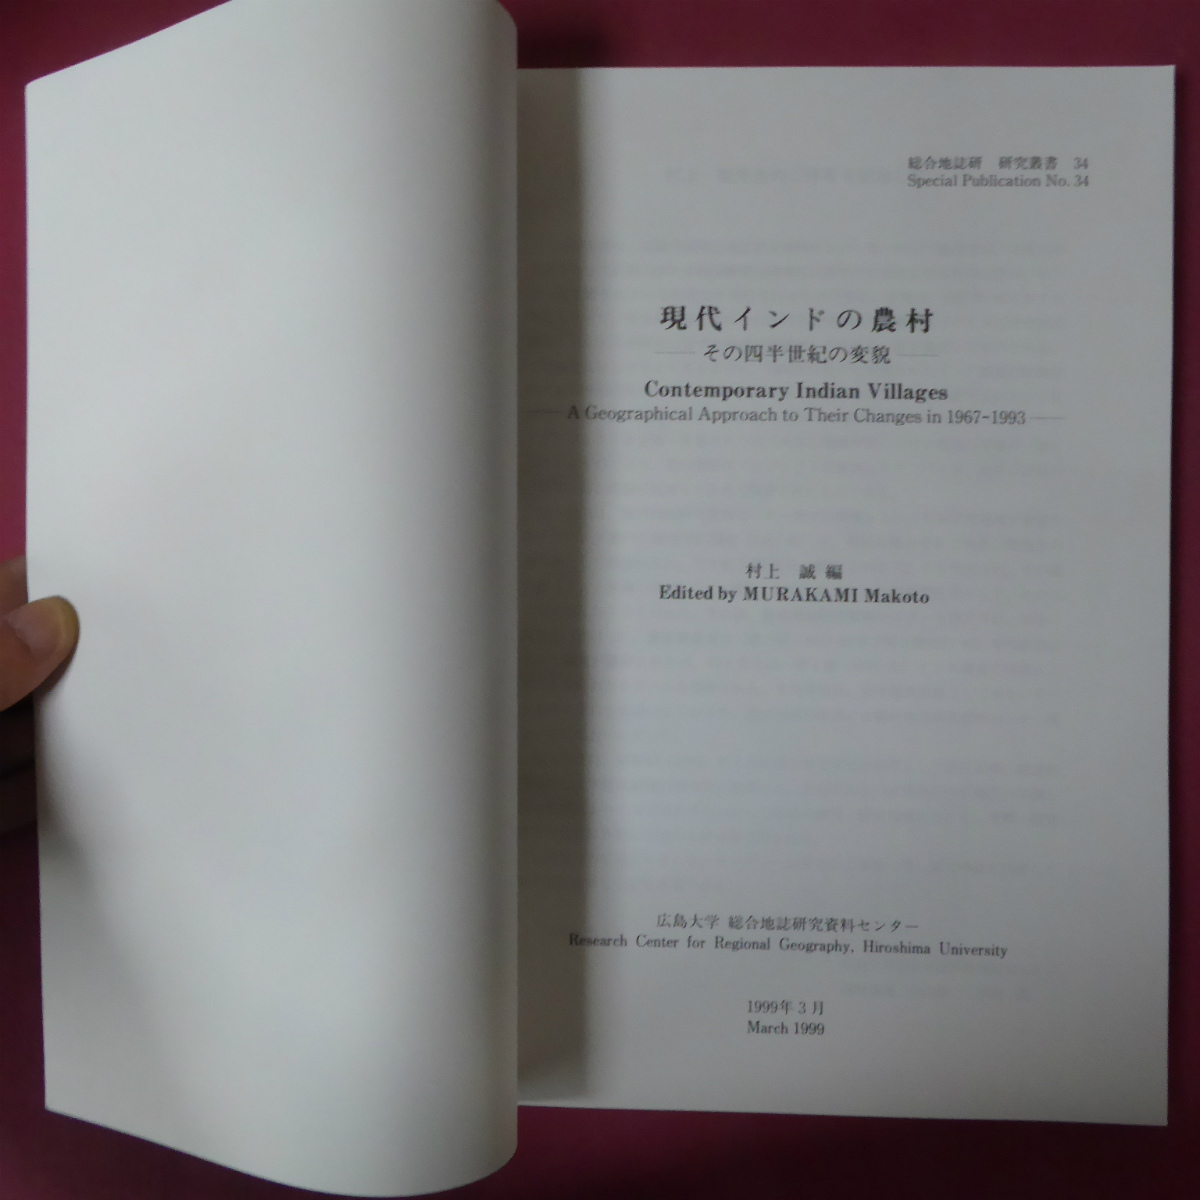 総合地誌研 研究叢書 34
Special Publication No. 34
現代インドの農村
その四半世紀の変貌
Contemporary Indian Villages
A Geographical Approach to Their Changes in 1967-1993
村上 誠 編
Edited by MURAKAMI Makoto
広島大学 総合地誌研究資料センター
Research Center for Regional Geography, Hiroshima University
1999年3月
March 1999